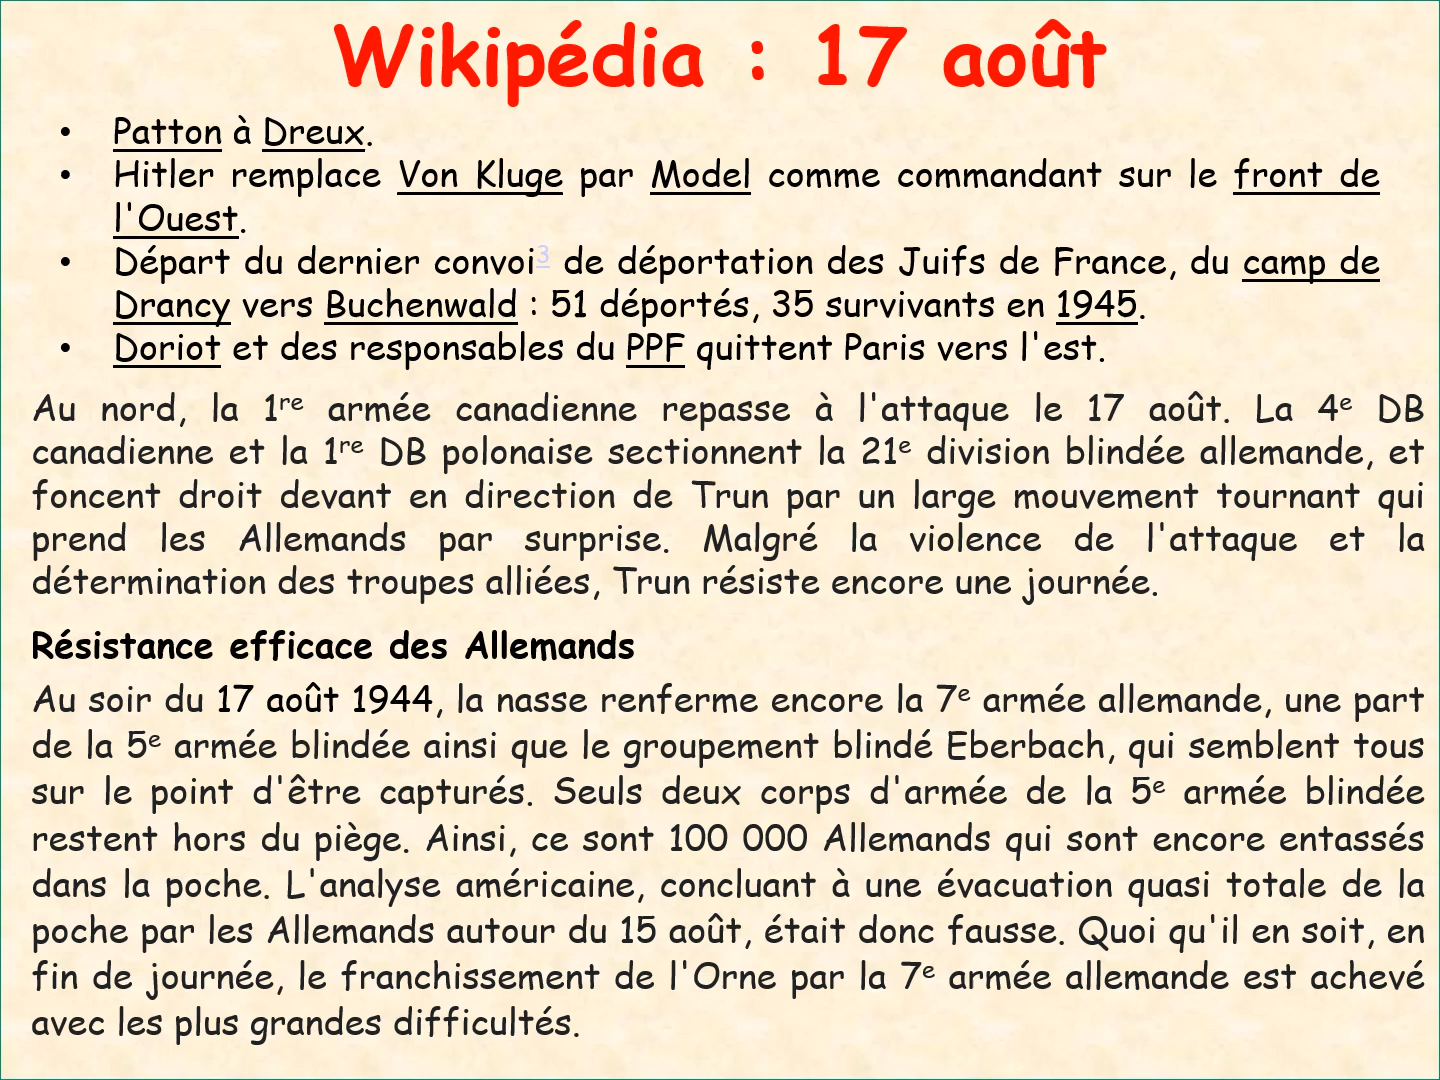 Wikipédia : 17 août
• Patton à Dreux.
• Hitler remplace Von Kluge par Model comme commandant sur le front de
l'Ouest.
• Départ du dernier convoi3 de déportation des Juifs de France, du camp de
Drancy vers Buchenwald : 51 déportés, 35 survivants en 1945.
• Doriot et des responsables du PPF quittent Paris vers l'est.
Au nord, la 1re armée canadienne repasse à l'attaque le 17 août. La 4e DB
canadienne et la 1re DB polonaise sectionnent la 21e division blindée allemande, et
foncent droit devant en direction de Trun par un large mouvement tournant qui
prend les Allemands par surprise. Malgré la violence de l'attaque et la
détermination des troupes alliées, Trun résiste encore une journée.
Résistance efficace des Allemands
Au soir du 17 août 1944, la nasse renferme encore la 7e armée allemande, une part
de la 5e armée blindée ainsi que le groupement blindé Eberbach, qui semblent tous
sur le point d'être capturés. Seuls deux corps d'armée de la 5e armée blindée
restent hors du piège. Ainsi, ce sont 100 000 Allemands qui sont encore entassés
dans la poche. L'analyse américaine, concluant à une évacuation quasi totale de la
poche par les Allemands autour du 15 août, était donc fausse. Quoi qu'il en soit, en
fin de journée, le franchissement de l'Orne par la 7e armée allemande est achevé
avec les plus grandes difficultés.